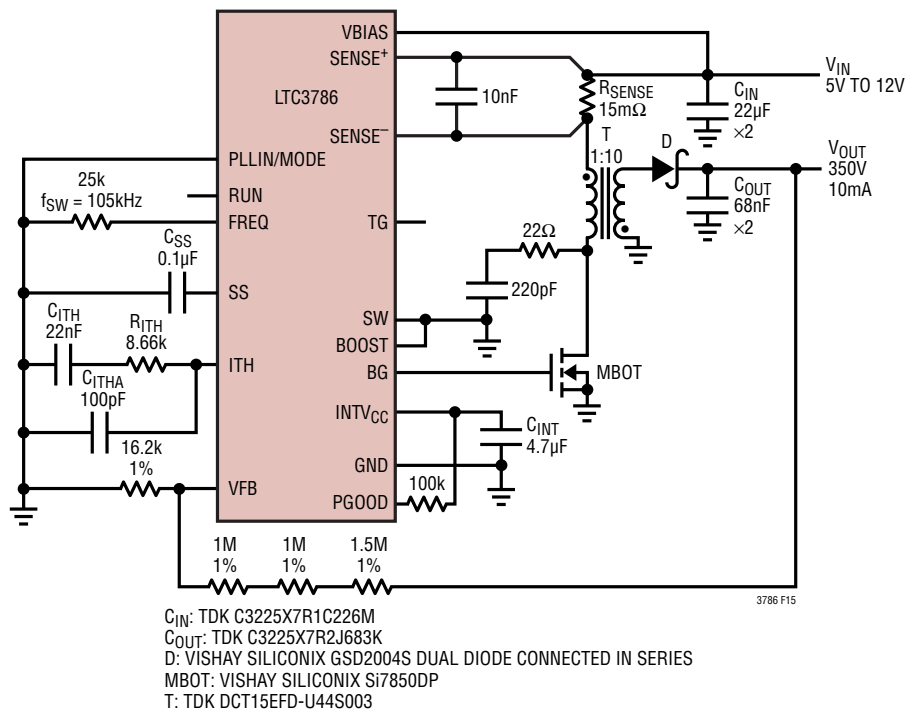 VBIAS
SENSE+
LTC3786
10nF
RSENSE
15mΩ
VIN
5V TO 12V
CIN
22µF
×2
SENSE–
T
1:10
D
VOUT
350V
10mA
COUT
68nF
×2
PLLIN/MODE
25k
fSW = 105kHz
RUN
FREQ
TG
22Ω
CSS
0.1µF
SS
220pF
CITH
22nF
RITH
8.66k
SW
BOOST
ITH
BG
MBOT
CITHA
100pF
INTVCC
CINT
4.7µF
16.2k
1%
GND
VFB
100k
PGOOD
1M
1%
1M
1%
1.5M
1%
3786 F15
CIN: TDK C3225X7R1C226M
COUT: TDK C3225X7R2J683K
D: VISHAY SILICONIX GSD2004S DUAL DIODE CONNECTED IN SERIES
MBOT: VISHAY SILICONIX Si7850DP
T: TDK DCT15EFD-U44S003